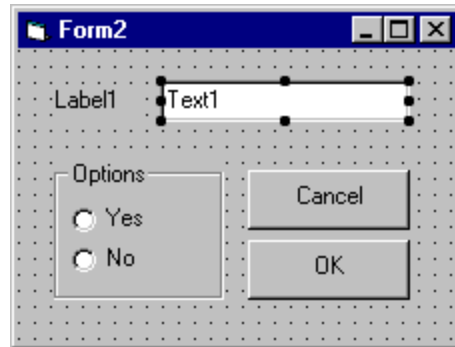 Form2
Label1 Text1
Options
Yes
No
Cancel
OK